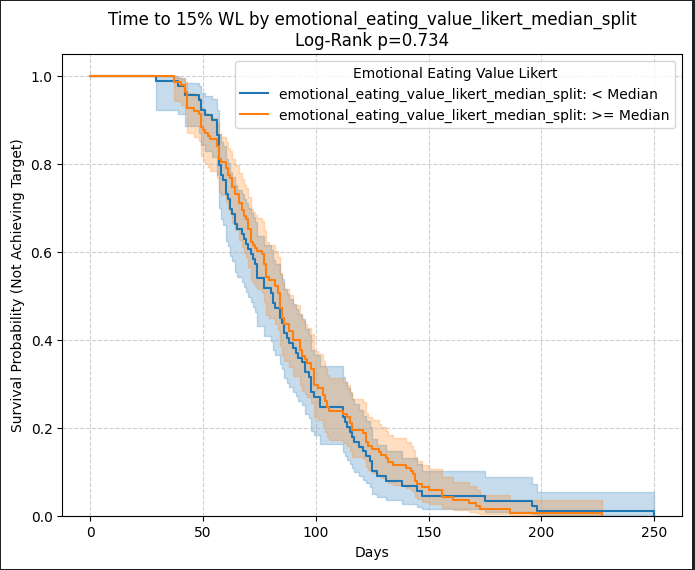 Time to 15% WL by emotional_eating_value_likert_median_split
Log-Rank p=0.734
Emotional Eating Value Likert
emotional_eating_value_likert_median_split: < Median
emotional_eating_value_likert_median_split: >= Median
Survival Probability (Not Achieving Target)
1.0
0.8
0.6
0.4
0.2
0.0
0
50
100
150
200
250
Days